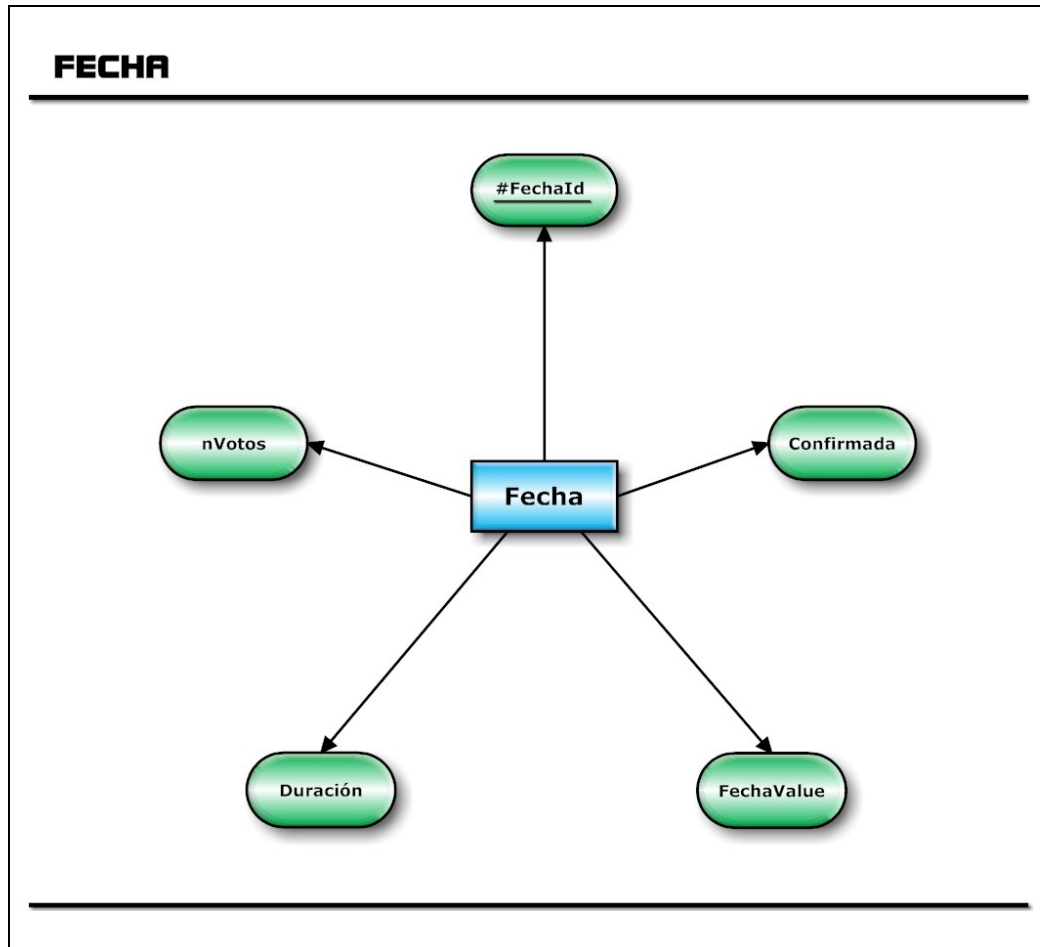 FECHA
#FechaId
nVotos
Confirmada
Fecha
Duración
FechaValue